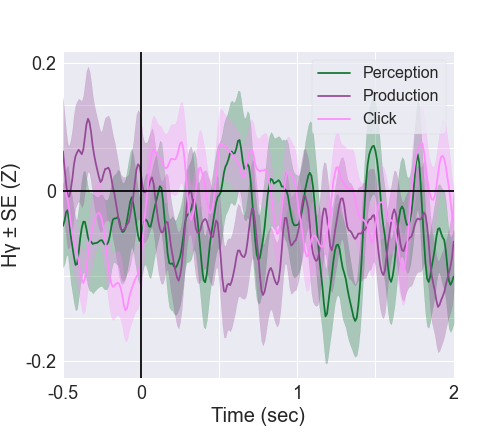 Perception
Production
Click
Hγ ± SE (Z)
0.2
0
-0.2
-0.5
0
1
2
Time (sec)